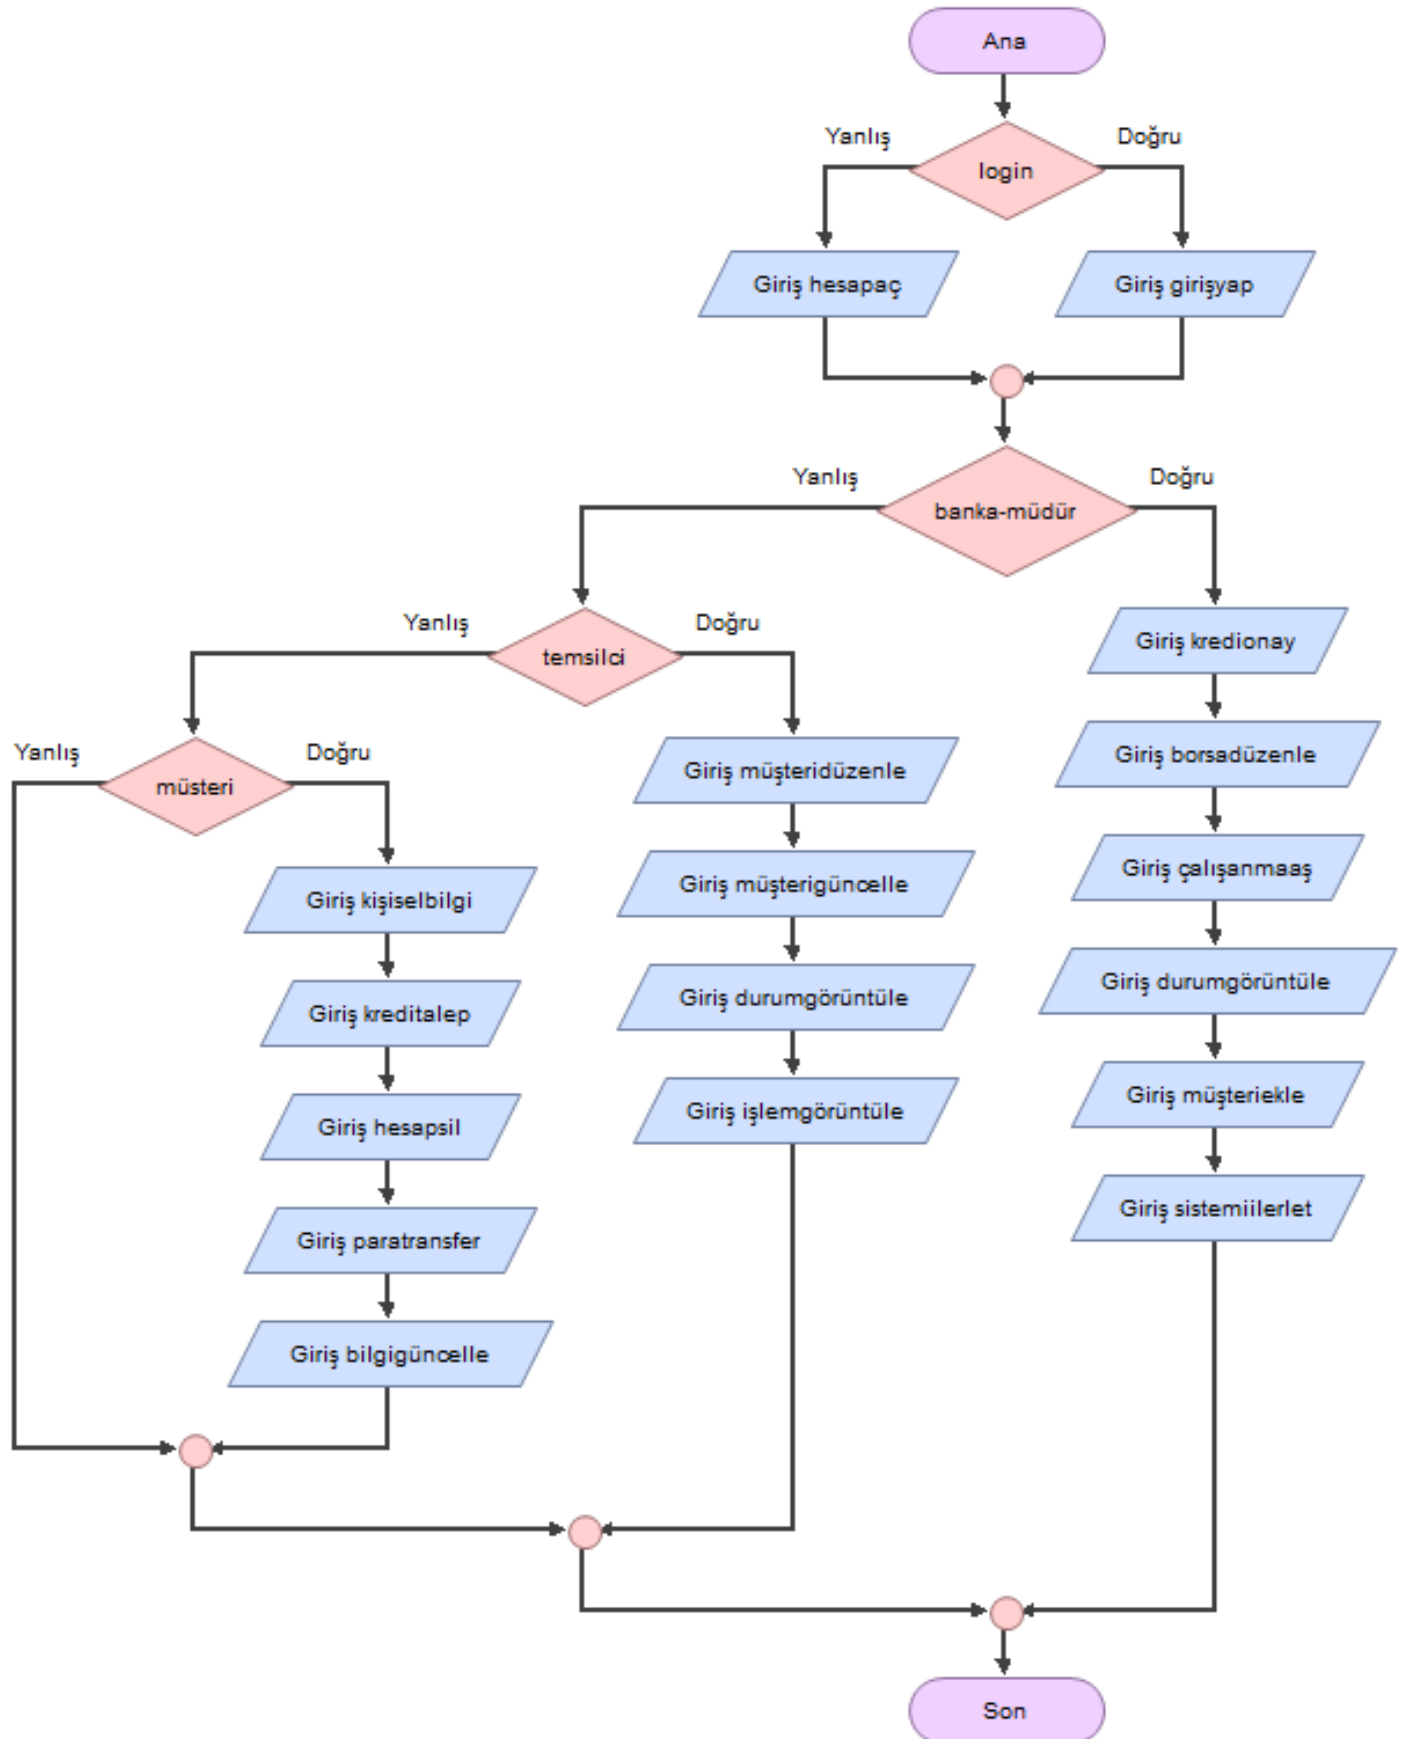 Ana
Yanlış
Doğru
login
Giriş hesapaç
Giriş girişyap
Yanlış
Doğru
banka-müdür
Yanlış
Doğru
temsilci
Giriş kredionay
Yanlış
Doğru
müsteri
Giriş müşteridüzenle
Giriş borsadüzenle
Giriş kişiselbilgi
Giriş müşterigüncelle
Giriş çalışanmaaş
Giriş kreditalep
Giriş durumgörüntüle
Giriş durumgörüntüle
Giriş hesapsil
Giriş işlemgörüntüle
Giriş müşteriekle
Giriş paratransfer
Giriş sistemiilerlet
Giriş bilgigüncelle
Son